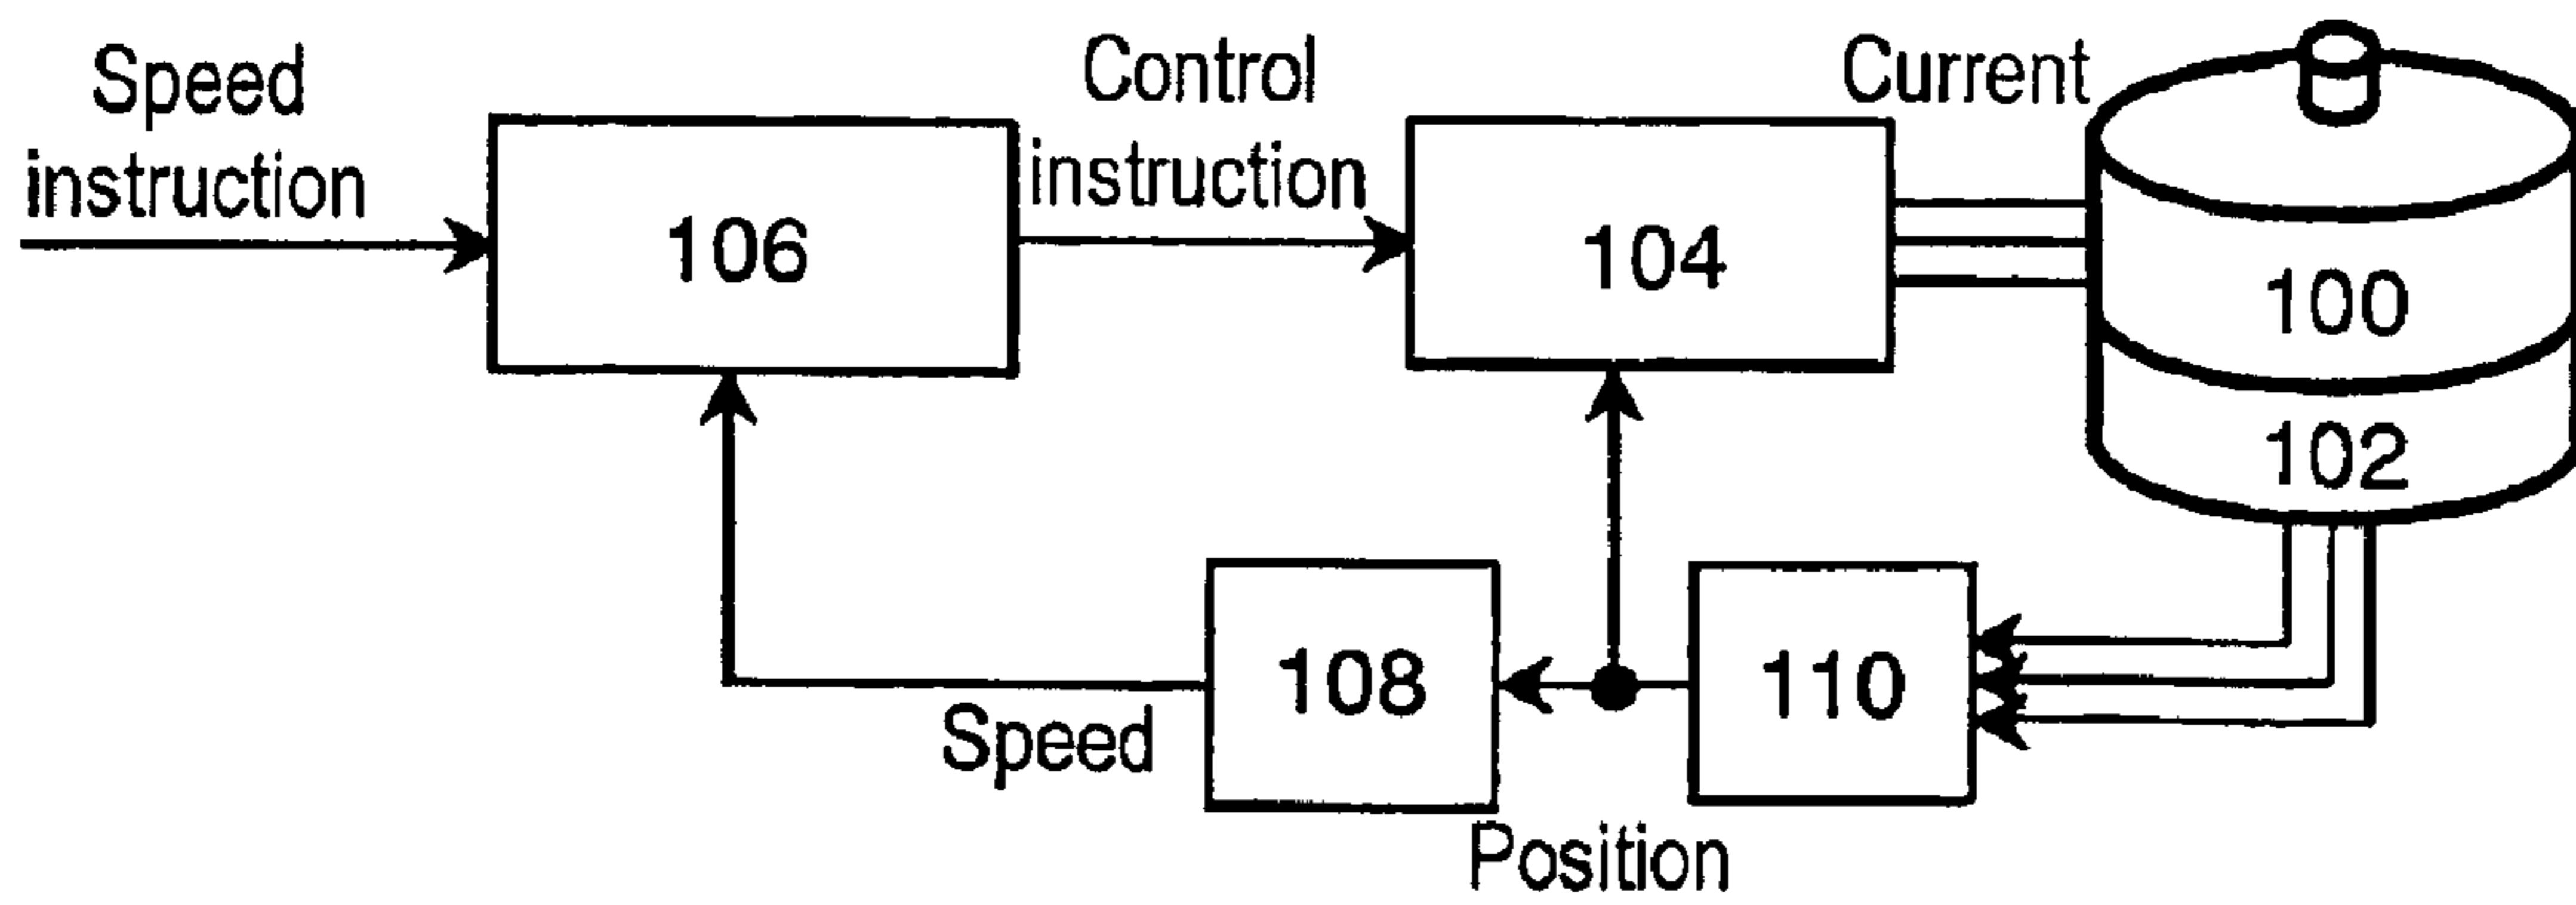 Speed
instruction
106
Control
instruction
104
Current
100
102
108
110
Speed
Position